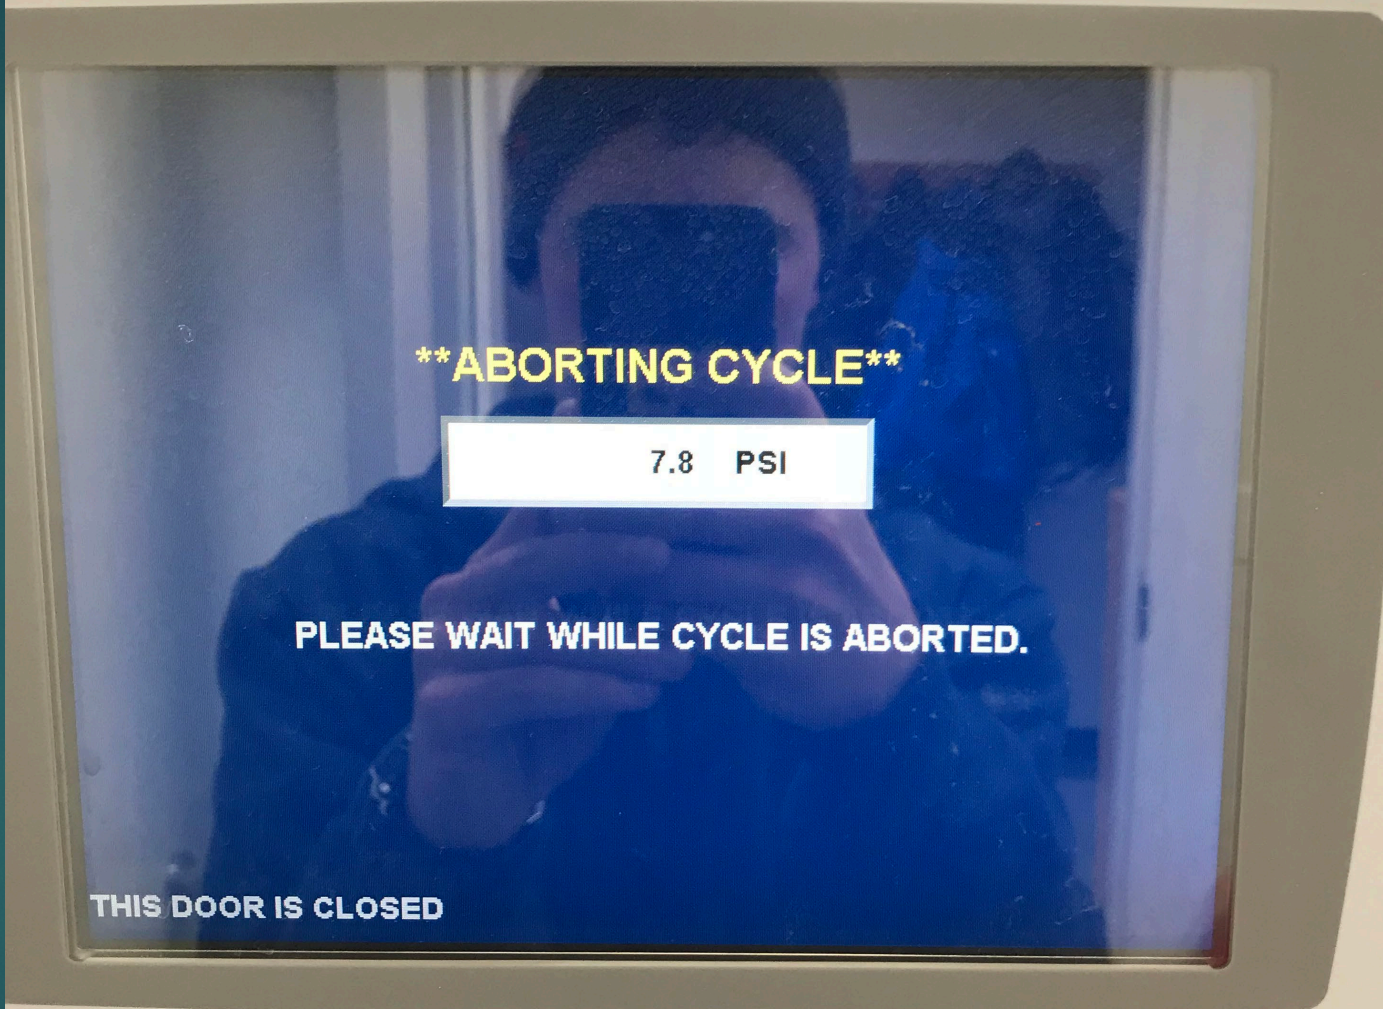 **ABORTING CYCLE**
7.8 PSI
PLEASE WAIT WHILE CYCLE IS ABORTED.
THIS DOOR IS CLOSED